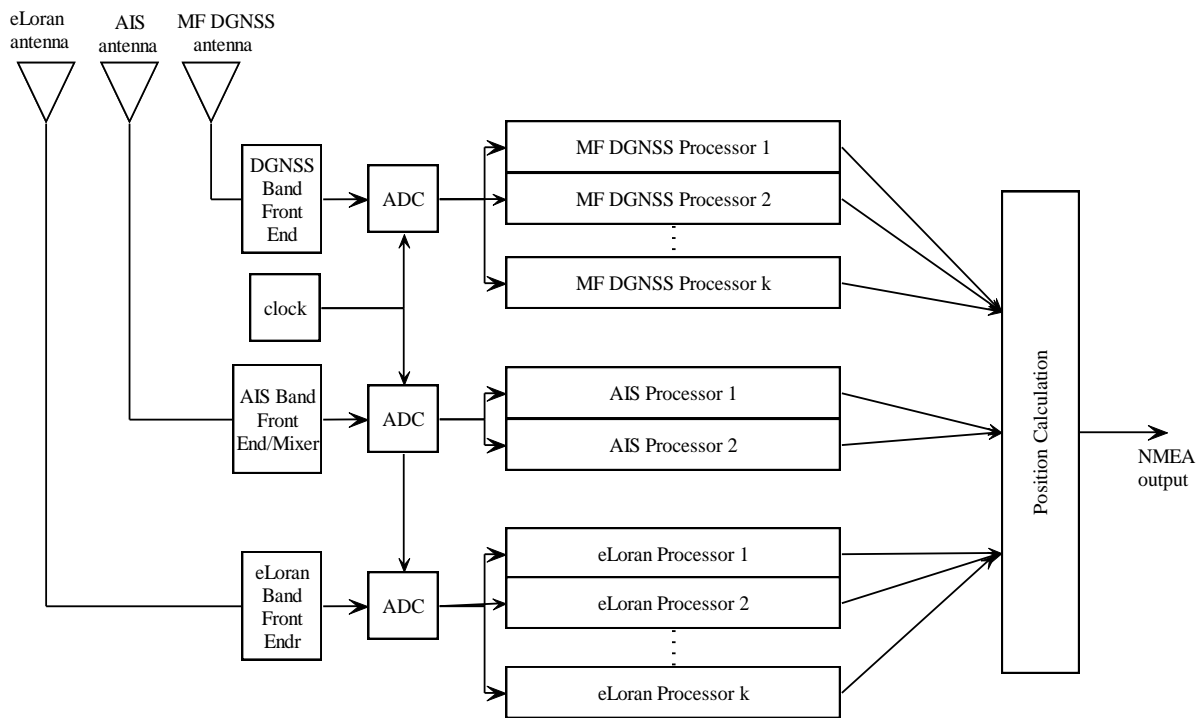 eLoran
antenna
AIS
antenna
MF DGNSS
antenna
DGNSS
Band
Front
End
ADC
MF DGNSS Processor 1
MF DGNSS Processor 2
MF DGNSS Processor k
clock
AIS Band
Front
End/Mixer
ADC
AIS Processor 1
AIS Processor 2
eLoran
Band
Front
Endr
ADC
eLoran Processor 1
eLoran Processor 2
eLoran Processor k
Position Calculation
NMEA
output